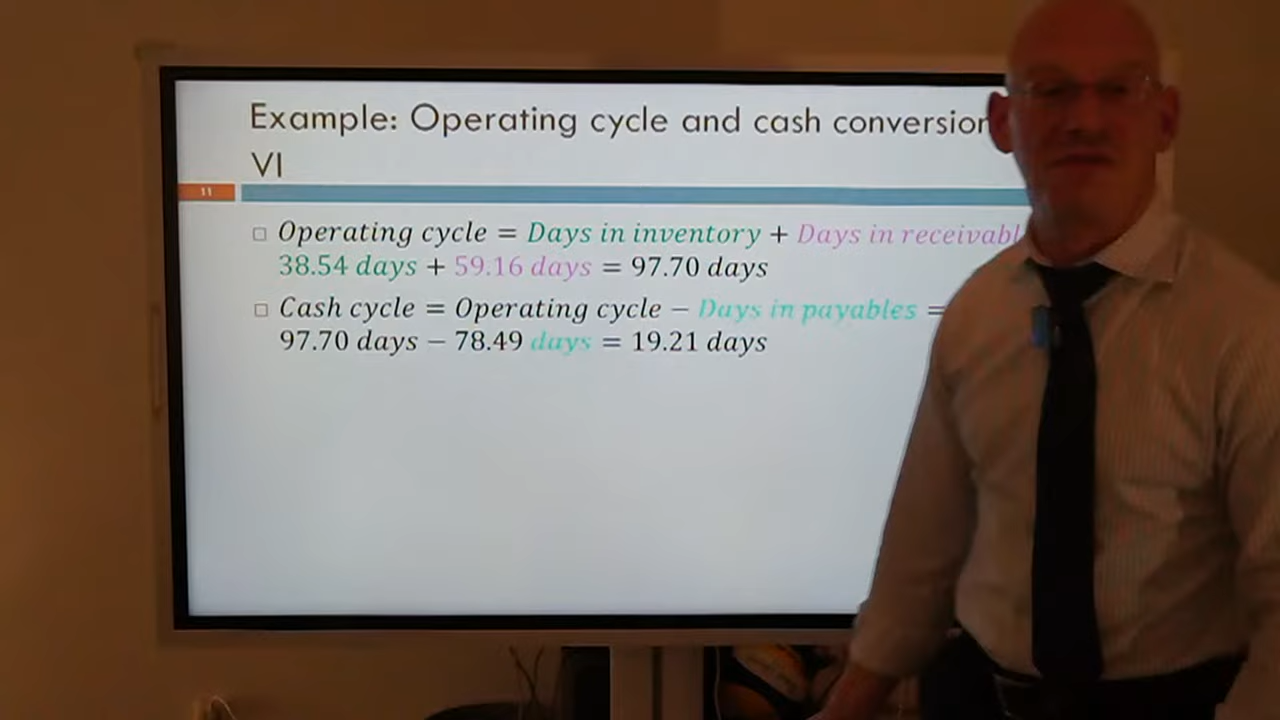 Example: Operating cycle and cash conversion
VI
11
Operating cycle = Days in inventory + Days in receivabl
38.54 days + 59.16 days = 97.70 days
Cash cycle = Operating cycle − Days in payables =
97.70 days − 78.49 days = 19.21 days